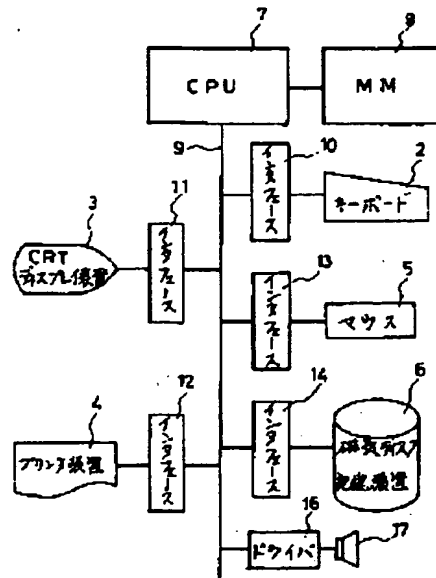 7
8
CPU
MM
9
10
2
インタフェース
キーボード
3
11
CRT
ディスプレイ装置
インタフェース
13
5
インタフェース
マウス
4
12
14
6
プリンタ装置
インタフェース
インタフェース
磁気ディスク
記憶装置
16
17
ドライバ